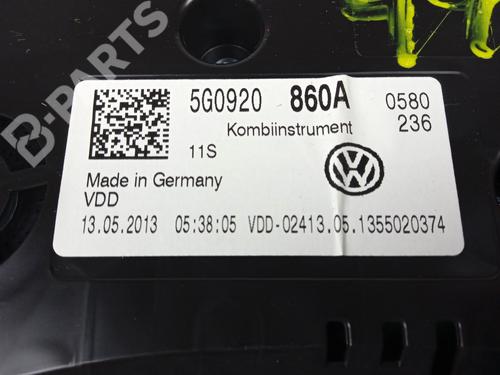 B-PARTS
5G0920 860A 0580
Kombiinstrument 236
11S
Made in Germany
VDD
13.05.2013 05:38:05 VDD-02413.05.1355020374